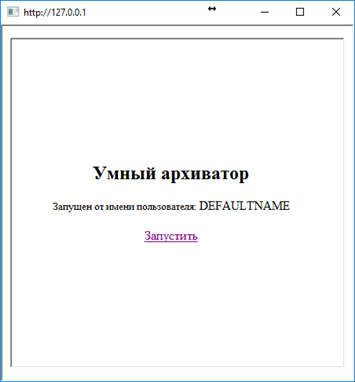 http://127.0.0.1
Умный архиватор
Запущен от имени пользователя: DEFAULTNAME
Запустить